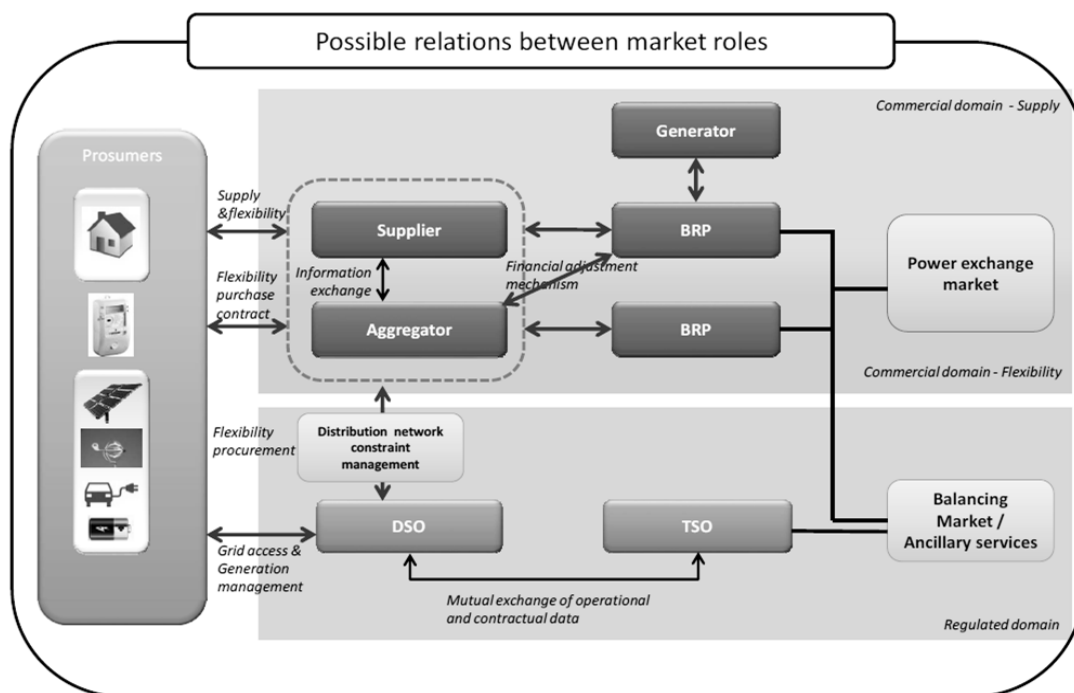 Possible relations between market roles
Commercial domain - Supply
Prosumers
Generator
Supply
&flexibility
Supplier
BRP
Power exchange
market
Information
exchange
Financial adjustment
mechanism
Flexibility
purchase
contract
Aggregator
BRP
Commercial domain - Flexibility
Flexibility
procurement
Distribution network
constraint
management
DSO
TSO
Balancing
Market /
Ancillary services
Grid access &
Generation
management
Mutual exchange of operational
and contractual data
Regulated domain